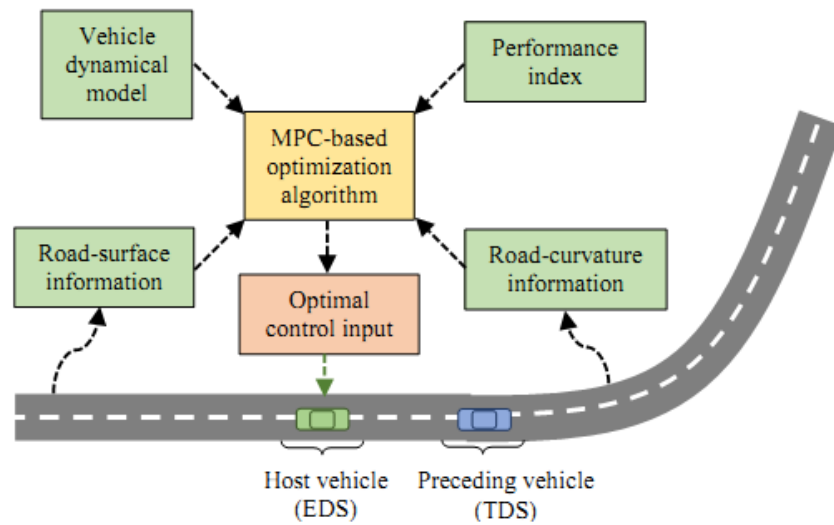 Vehicle
dynamical
model
Performance
index
MPC-based
optimization
algorithm
Road-surface
information
Road-curvature
information
Optimal
control input
Host vehicle
(EDS)
Preceding vehicle
(TDS)